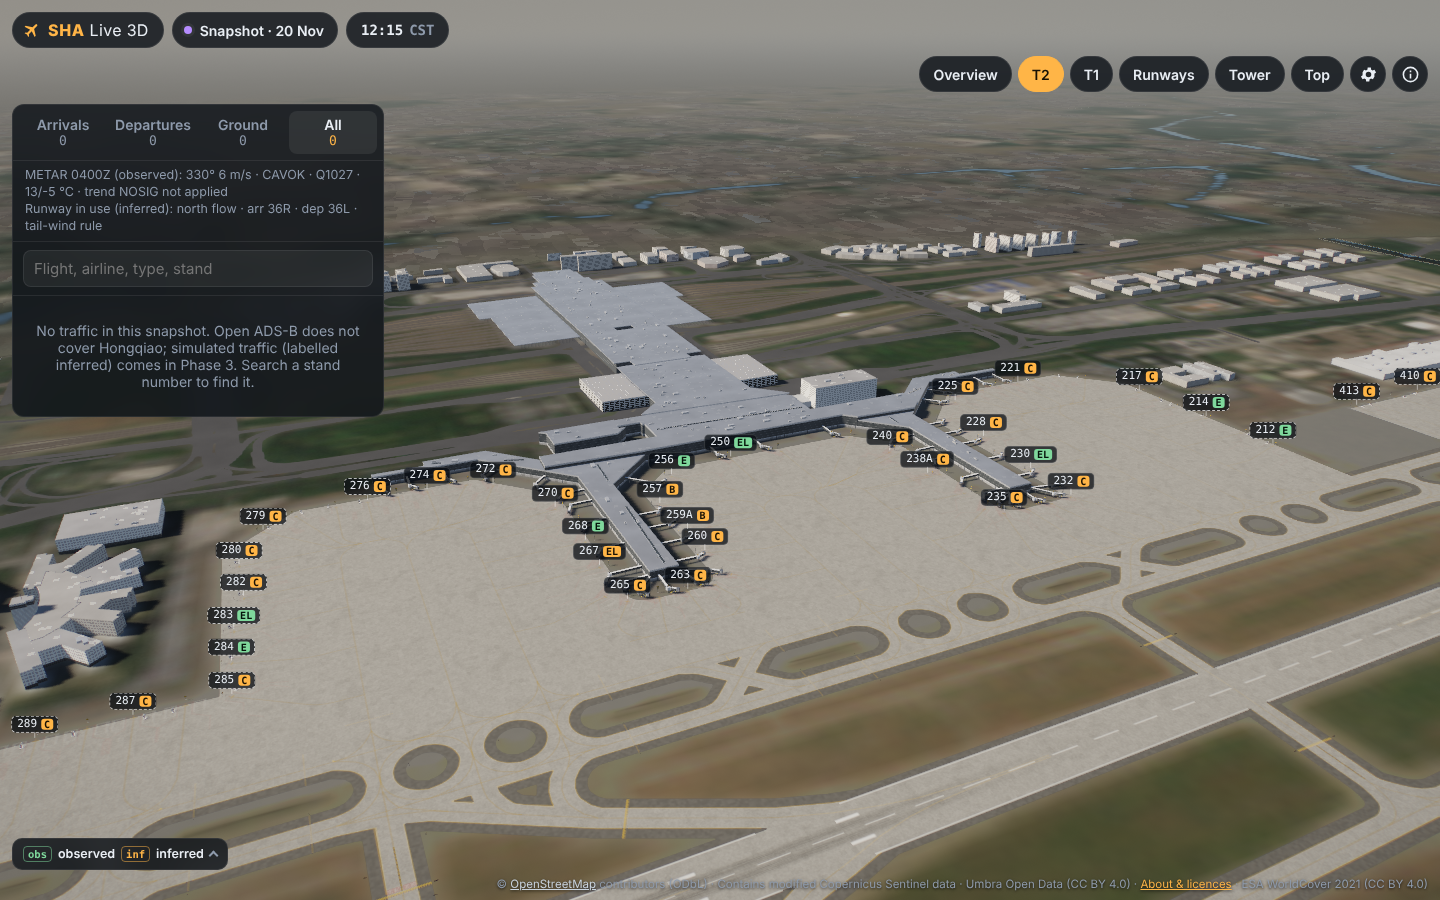 SHA Live 3D
Snapshot · 20 Nov
12:15 CST
Overview
T2
T1
Runways
Tower
Top
Arrivals
0
Departures
0
Ground
0
All
0
METAR 0400Z (observed): 330° 6 m/s · CAVOK · Q1027 ·
13/-5 °C · trend NOSIG not applied
Runway in use (inferred): north flow · arr 36R · dep 36L ·
tail-wind rule
Flight, airline, type, stand
No traffic in this snapshot. Open ADS-B does not
cover Hongqiao; simulated traffic (labelled
inferred) comes in Phase 3. Search a stand
number to find it.
221 C
217 C
410 C
225 C
413 C
214 E
228 C
212 E
240 C
250 EL
230 EL
238A C
256 E
272 C
274 C
276 C
232 C
257 B
270 C
235 C
279 C
259A B
268 E
260 C
280 C
267 EL
263 C
282 C
265 C
283 EL
284 E
285 C
287 C
289 C
obs observed inf inferred
© OpenStreetMap contributors (ODbL) · Contains modified Copernicus Sentinel data · Umbra Open Data (CC BY 4.0) · About & licences · ESA WorldCover 2021 (CC BY 4.0)